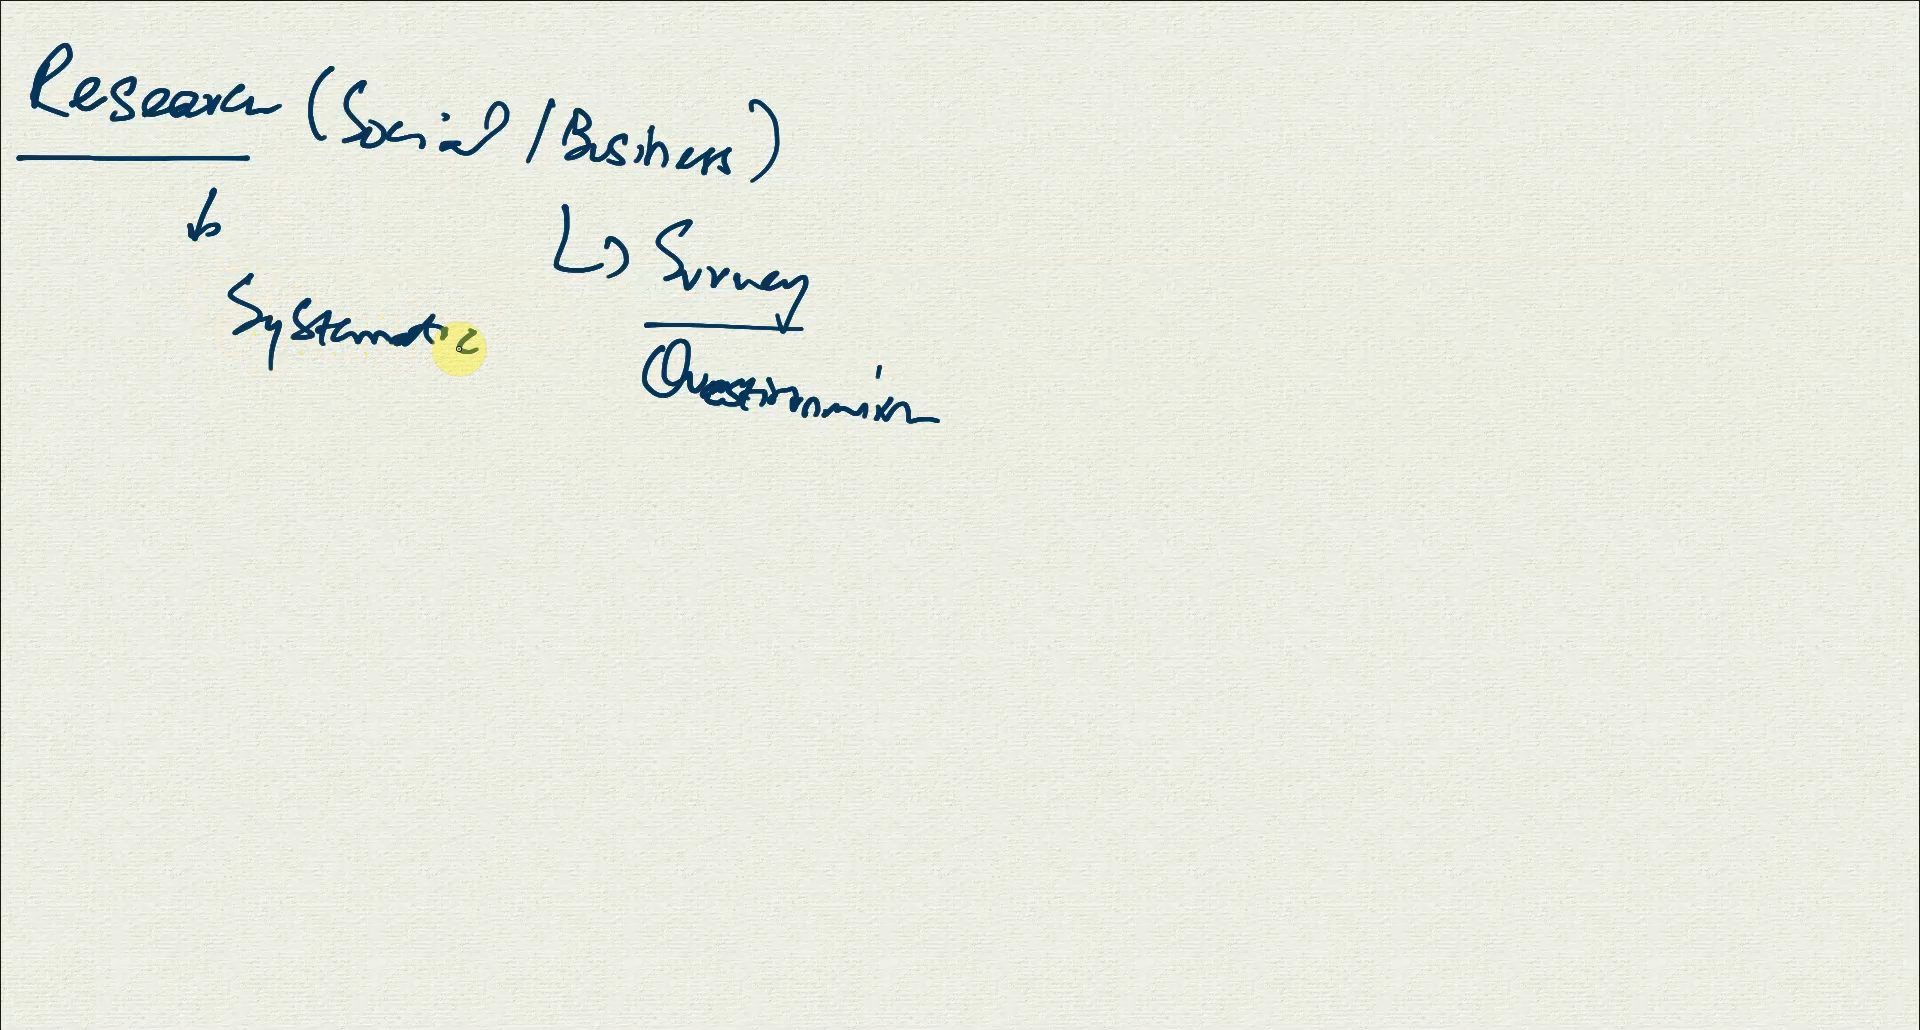 Research (Social / Business)
Survey
Systematic
Questionnaire